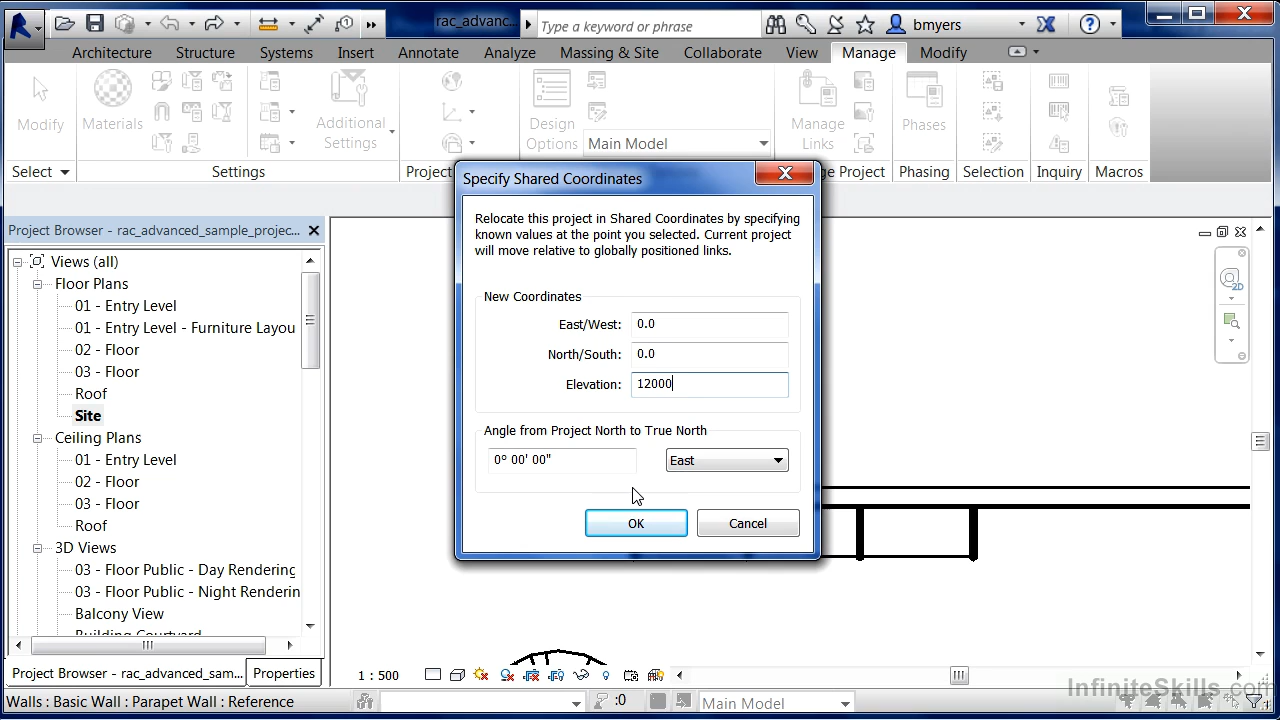 rac_advanc...
Type a keyword or phrase
bmyers
Architecture
Structure
Systems
Insert
Annotate
Analyze
Massing & Site
Collaborate
View
Manage
Modify
Modify
Materials
Additional
Settings
Design
Options
Main Model
Manage
Links
Phases
Select
Settings
Project
ge Project
Phasing
Selection
Inquiry
Macros
Project Browser - rac_advanced_sample_projec...
Views (all)
Floor Plans
01 - Entry Level
01 - Entry Level - Furniture Layou
02 - Floor
03 - Floor
Roof
Site
Ceiling Plans
01 - Entry Level
02 - Floor
03 - Floor
Roof
3D Views
03 - Floor Public - Day Rendering
03 - Floor Public - Night Renderin
Balcony View
Building Courtyard
Project Browser - rac_advanced_sam...
Properties
Specify Shared Coordinates
Relocate this project in Shared Coordinates by specifying
known values at the point you selected. Current project
will move relative to globally positioned links.
New Coordinates
East/West: 0.0
North/South: 0.0
Elevation: 12000
Angle from Project North to True North
0° 00' 00"
East
OK
Cancel
2D
1 : 500
Walls : Basic Wall : Parapet Wall : Reference
:0
Main Model
InfiniteSkills.com